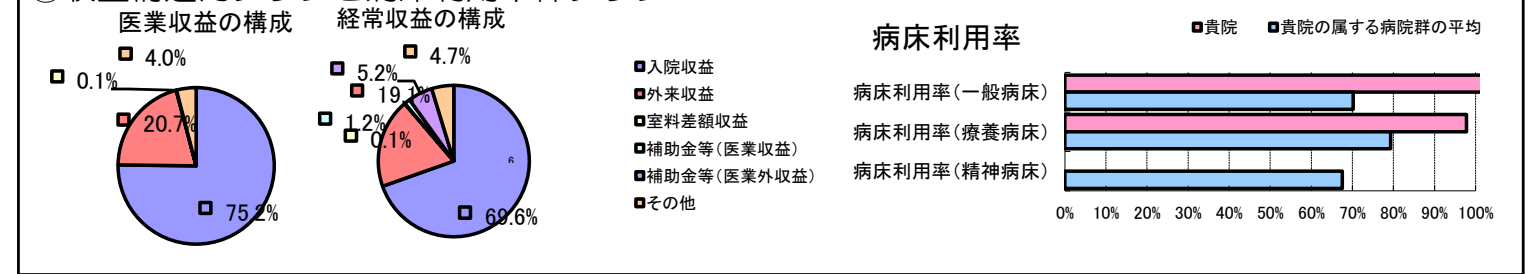 医業収益の構成
4.0%
0.1%
20.7%
75.2%
経常収益の構成
4.7%
5.2%
19.1%
1.2%
0.1%
6
69.6%
入院収益
外来収益
室料差額収益
補助金等(医業収益)
補助金等(医業外収益)
その他
病床利用率
貴院 貴院の属する病院群の平均
病床利用率(一般病床)
病床利用率(療養病床)
病床利用率(精神病床)
0% 10% 20% 30% 40% 50% 60% 70% 80% 90% 100%